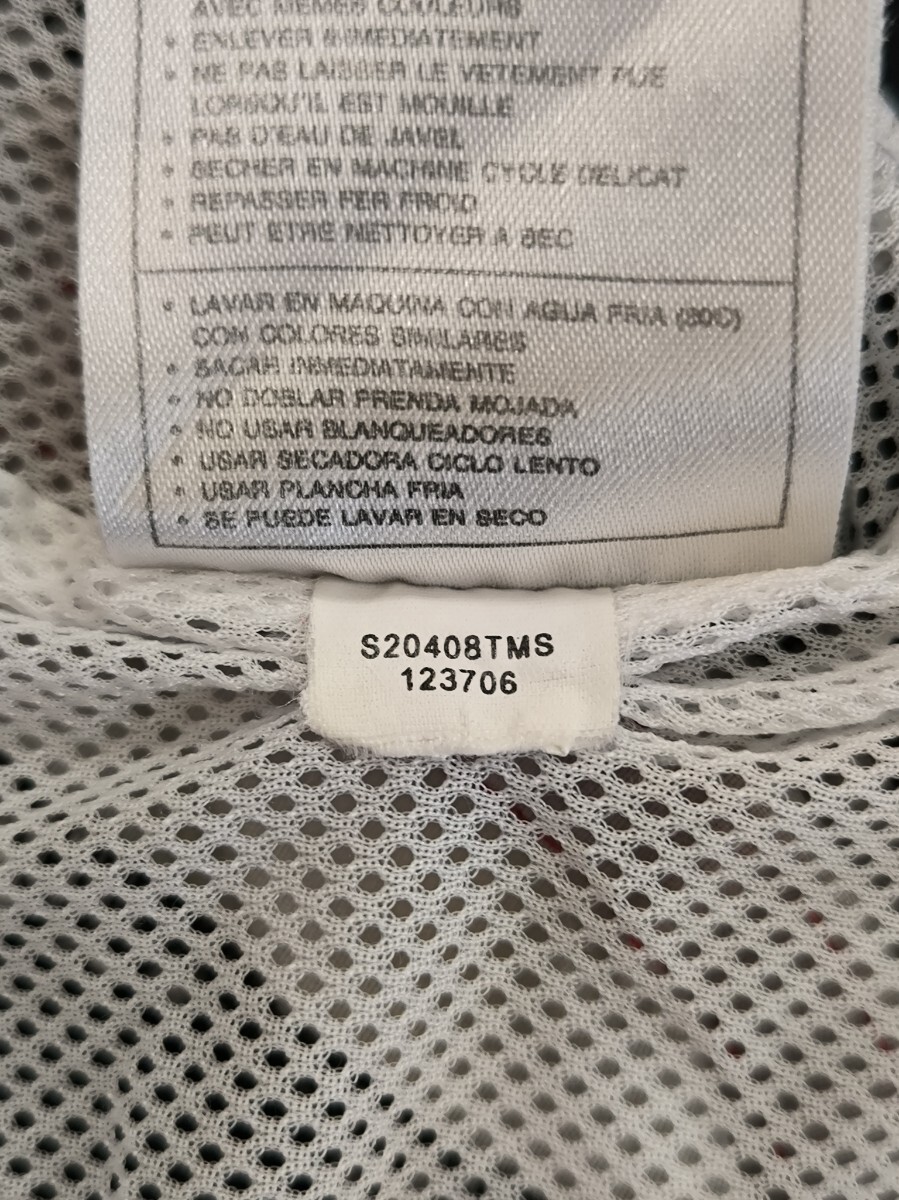 AVEC MEMES COULEURS
• ENLEVER IMMEDIATEMENT
• NE PAS LAISSER LE VETEMENT PLIE
LORSQU'IL EST MOUILLE
• PAS D'EAU DE JAVEL
• SECHER EN MACHINE CYCLE DELICAT
• REPASSER FER FROID
• PEUT ETRE NETTOYER A SEC
• LAVAR EN MAQUINA CON AGUA FRIA (30C)
CON COLORES SIMILARES
• SACAR INMEDIATAMENTE
• NO DOBLAR PRENDA MOJADA
• NO USAR BLANQUEADORES
• USAR SECADORA CICLO LENTO
• USAR PLANCHA FRIA
• SE PUEDE LAVAR EN SECO
S20408TMS
123706